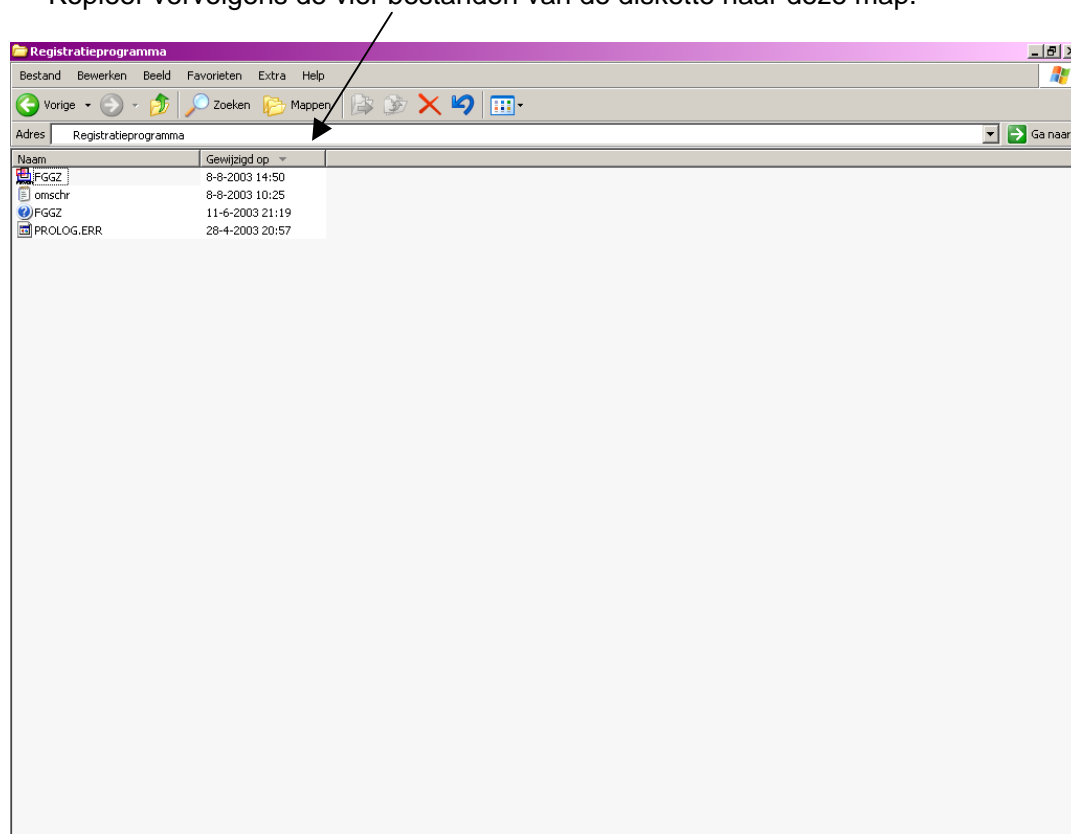 Kopieer vervolgens de vier bestanden van de diskette naar deze map.
Registratieprogramma
Bestand Bewerken Beeld Favorieten Extra Help
Vorige Zoeken Mappen
Adres Registratieprogramma Ga naar
Naam Gewijzigd op
FGGZ 8-8-2003 14:50
omschr 8-8-2003 10:25
FGGZ 11-6-2003 21:19
PROLOG.ERR 28-4-2003 20:57